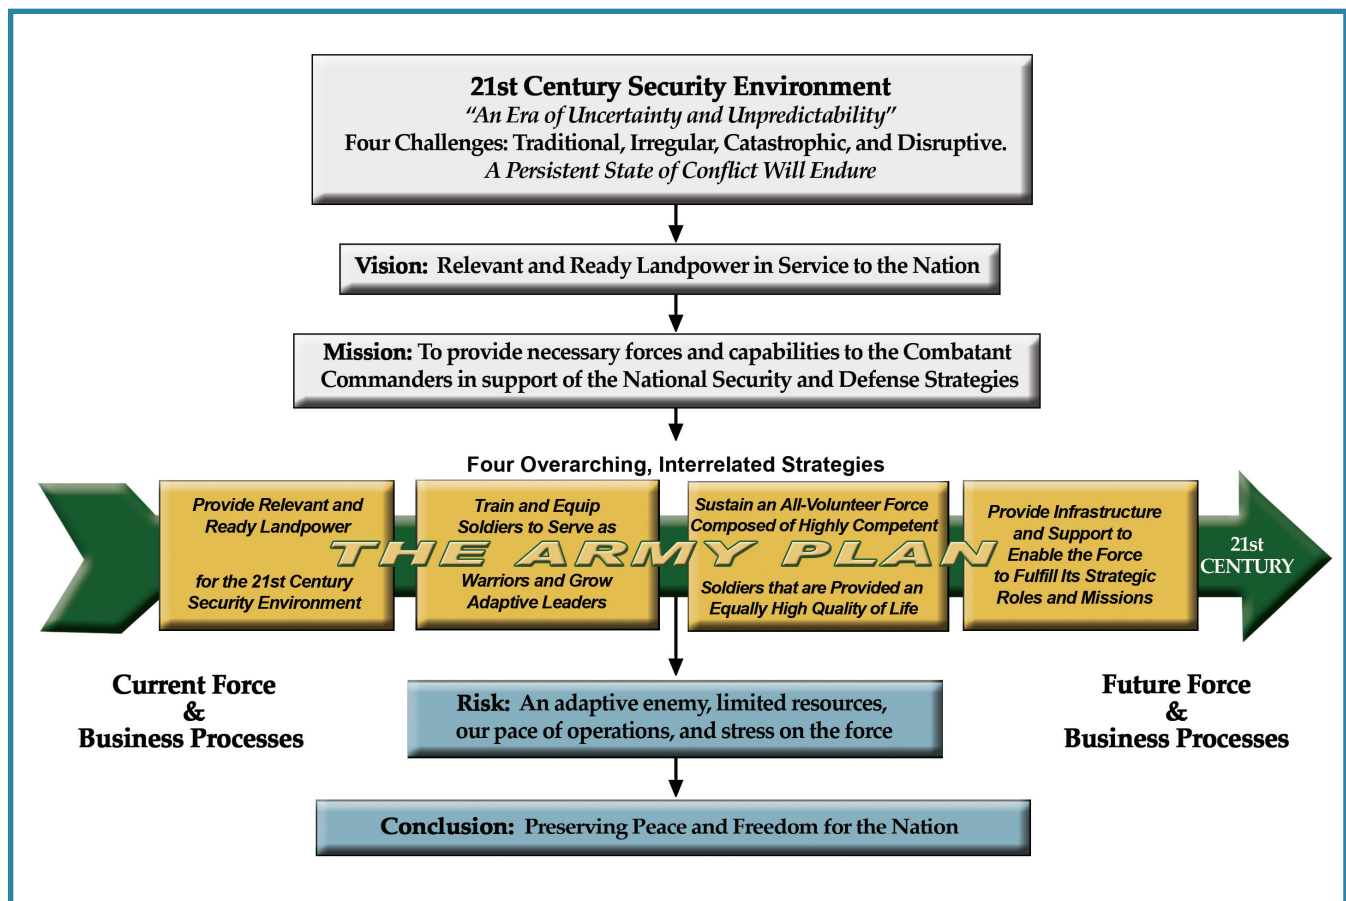 21st Century Security Environment
“An Era of Uncertainty and Unpredictability”
Four Challenges: Traditional, Irregular, Catastrophic, and Disruptive.
A Persistent State of Conflict Will Endure
Vision: Relevant and Ready Landpower in Service to the Nation
Mission: To provide necessary forces and capabilities to the Combatant
Commanders in support of the National Security and Defense Strategies
Four Overarching, Interrelated Strategies
Provide Relevant and
Ready Landpower
for the 21st Century
Security Environment
Train and Equip
Soldiers to Serve as
Warriors and Grow
Adaptive Leaders
Sustain an All-Volunteer Force
Composed of Highly Competent
Soldiers that are Provided an
Equally High Quality of Life
Provide Infrastructure
and Support to
Enable the Force
to Fulfill Its Strategic
Roles and Missions
THE ARMY PLAN
21st
CENTURY
Current Force
&
Business Processes
Future Force
&
Business Processes
Risk: An adaptive enemy, limited resources,
our pace of operations, and stress on the force
Conclusion: Preserving Peace and Freedom for the Nation